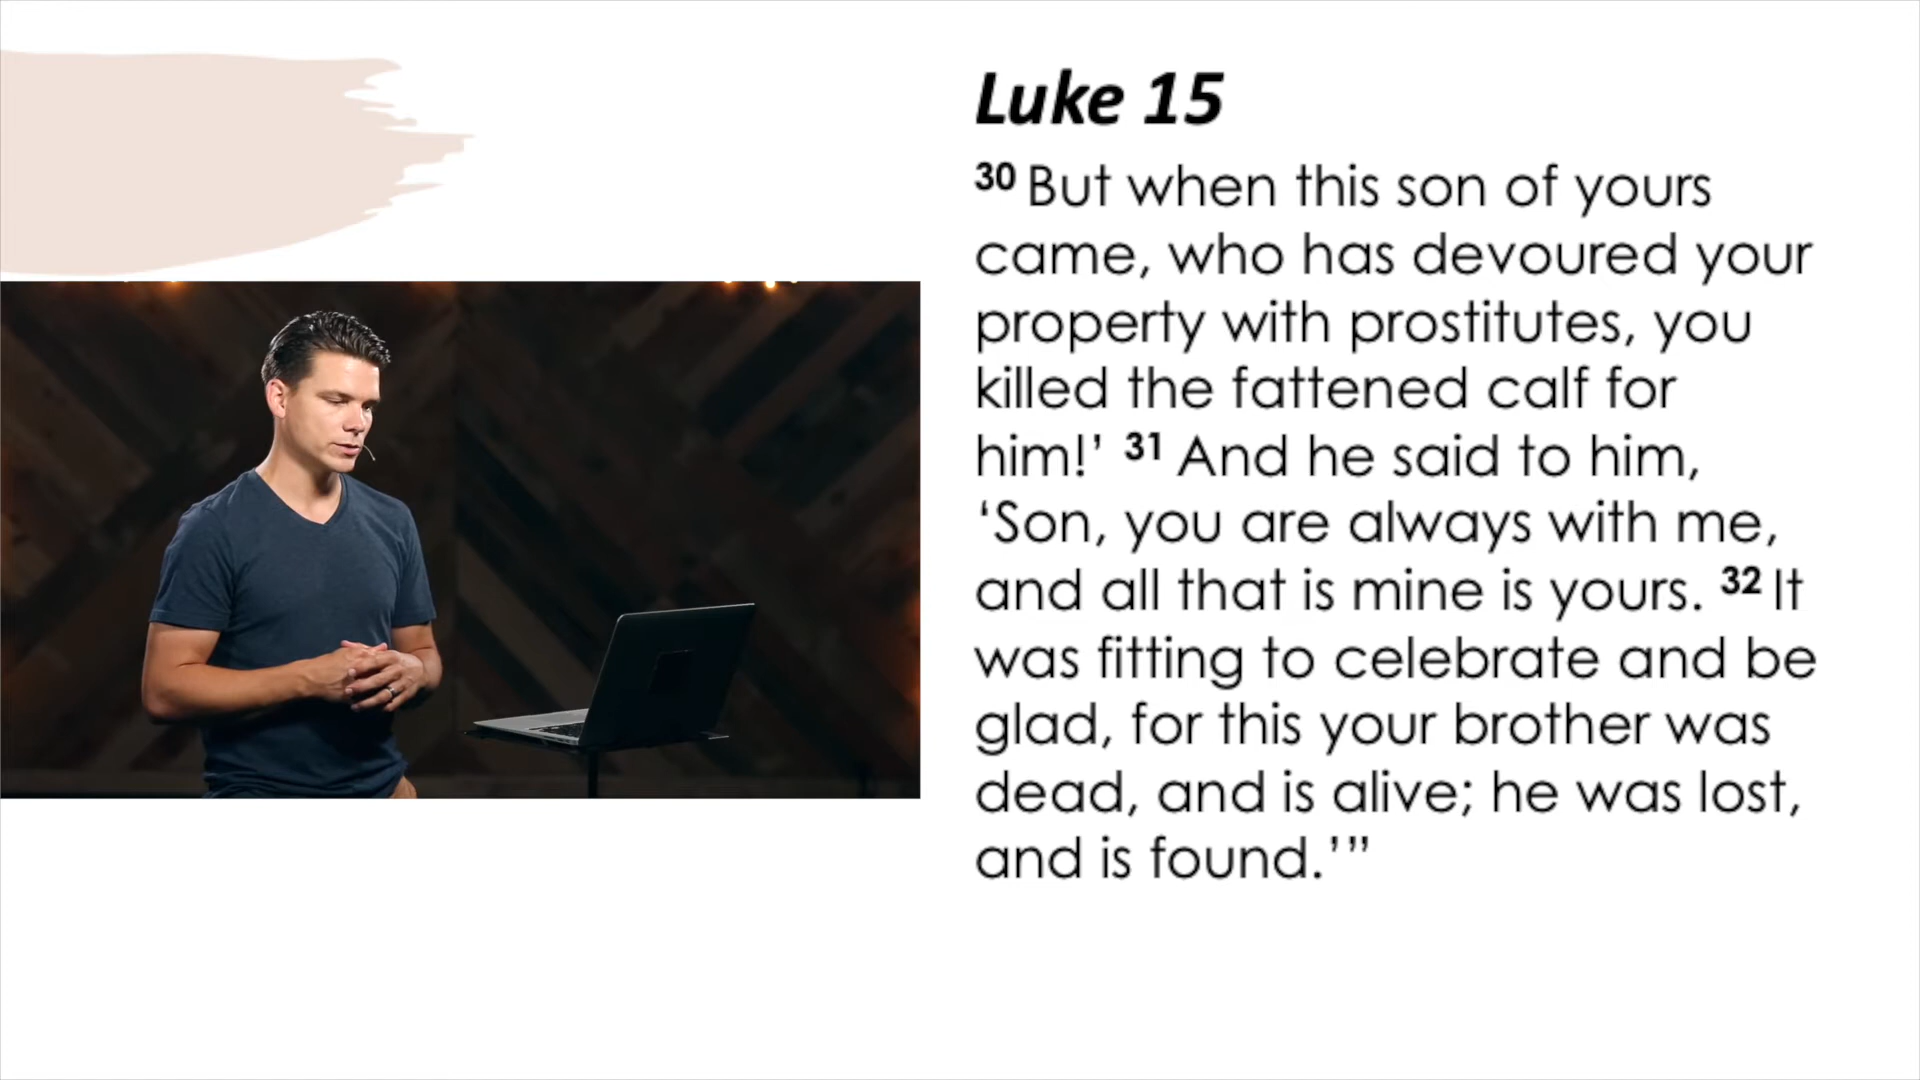 Luke 15
30 But when this son of yours
came, who has devoured your
property with prostitutes, you
killed the fattened calf for
him!’ 31 And he said to him,
‘Son, you are always with me,
and all that is mine is yours. 32 It
was fitting to celebrate and be
glad, for this your brother was
dead, and is alive; he was lost,
and is found.’”